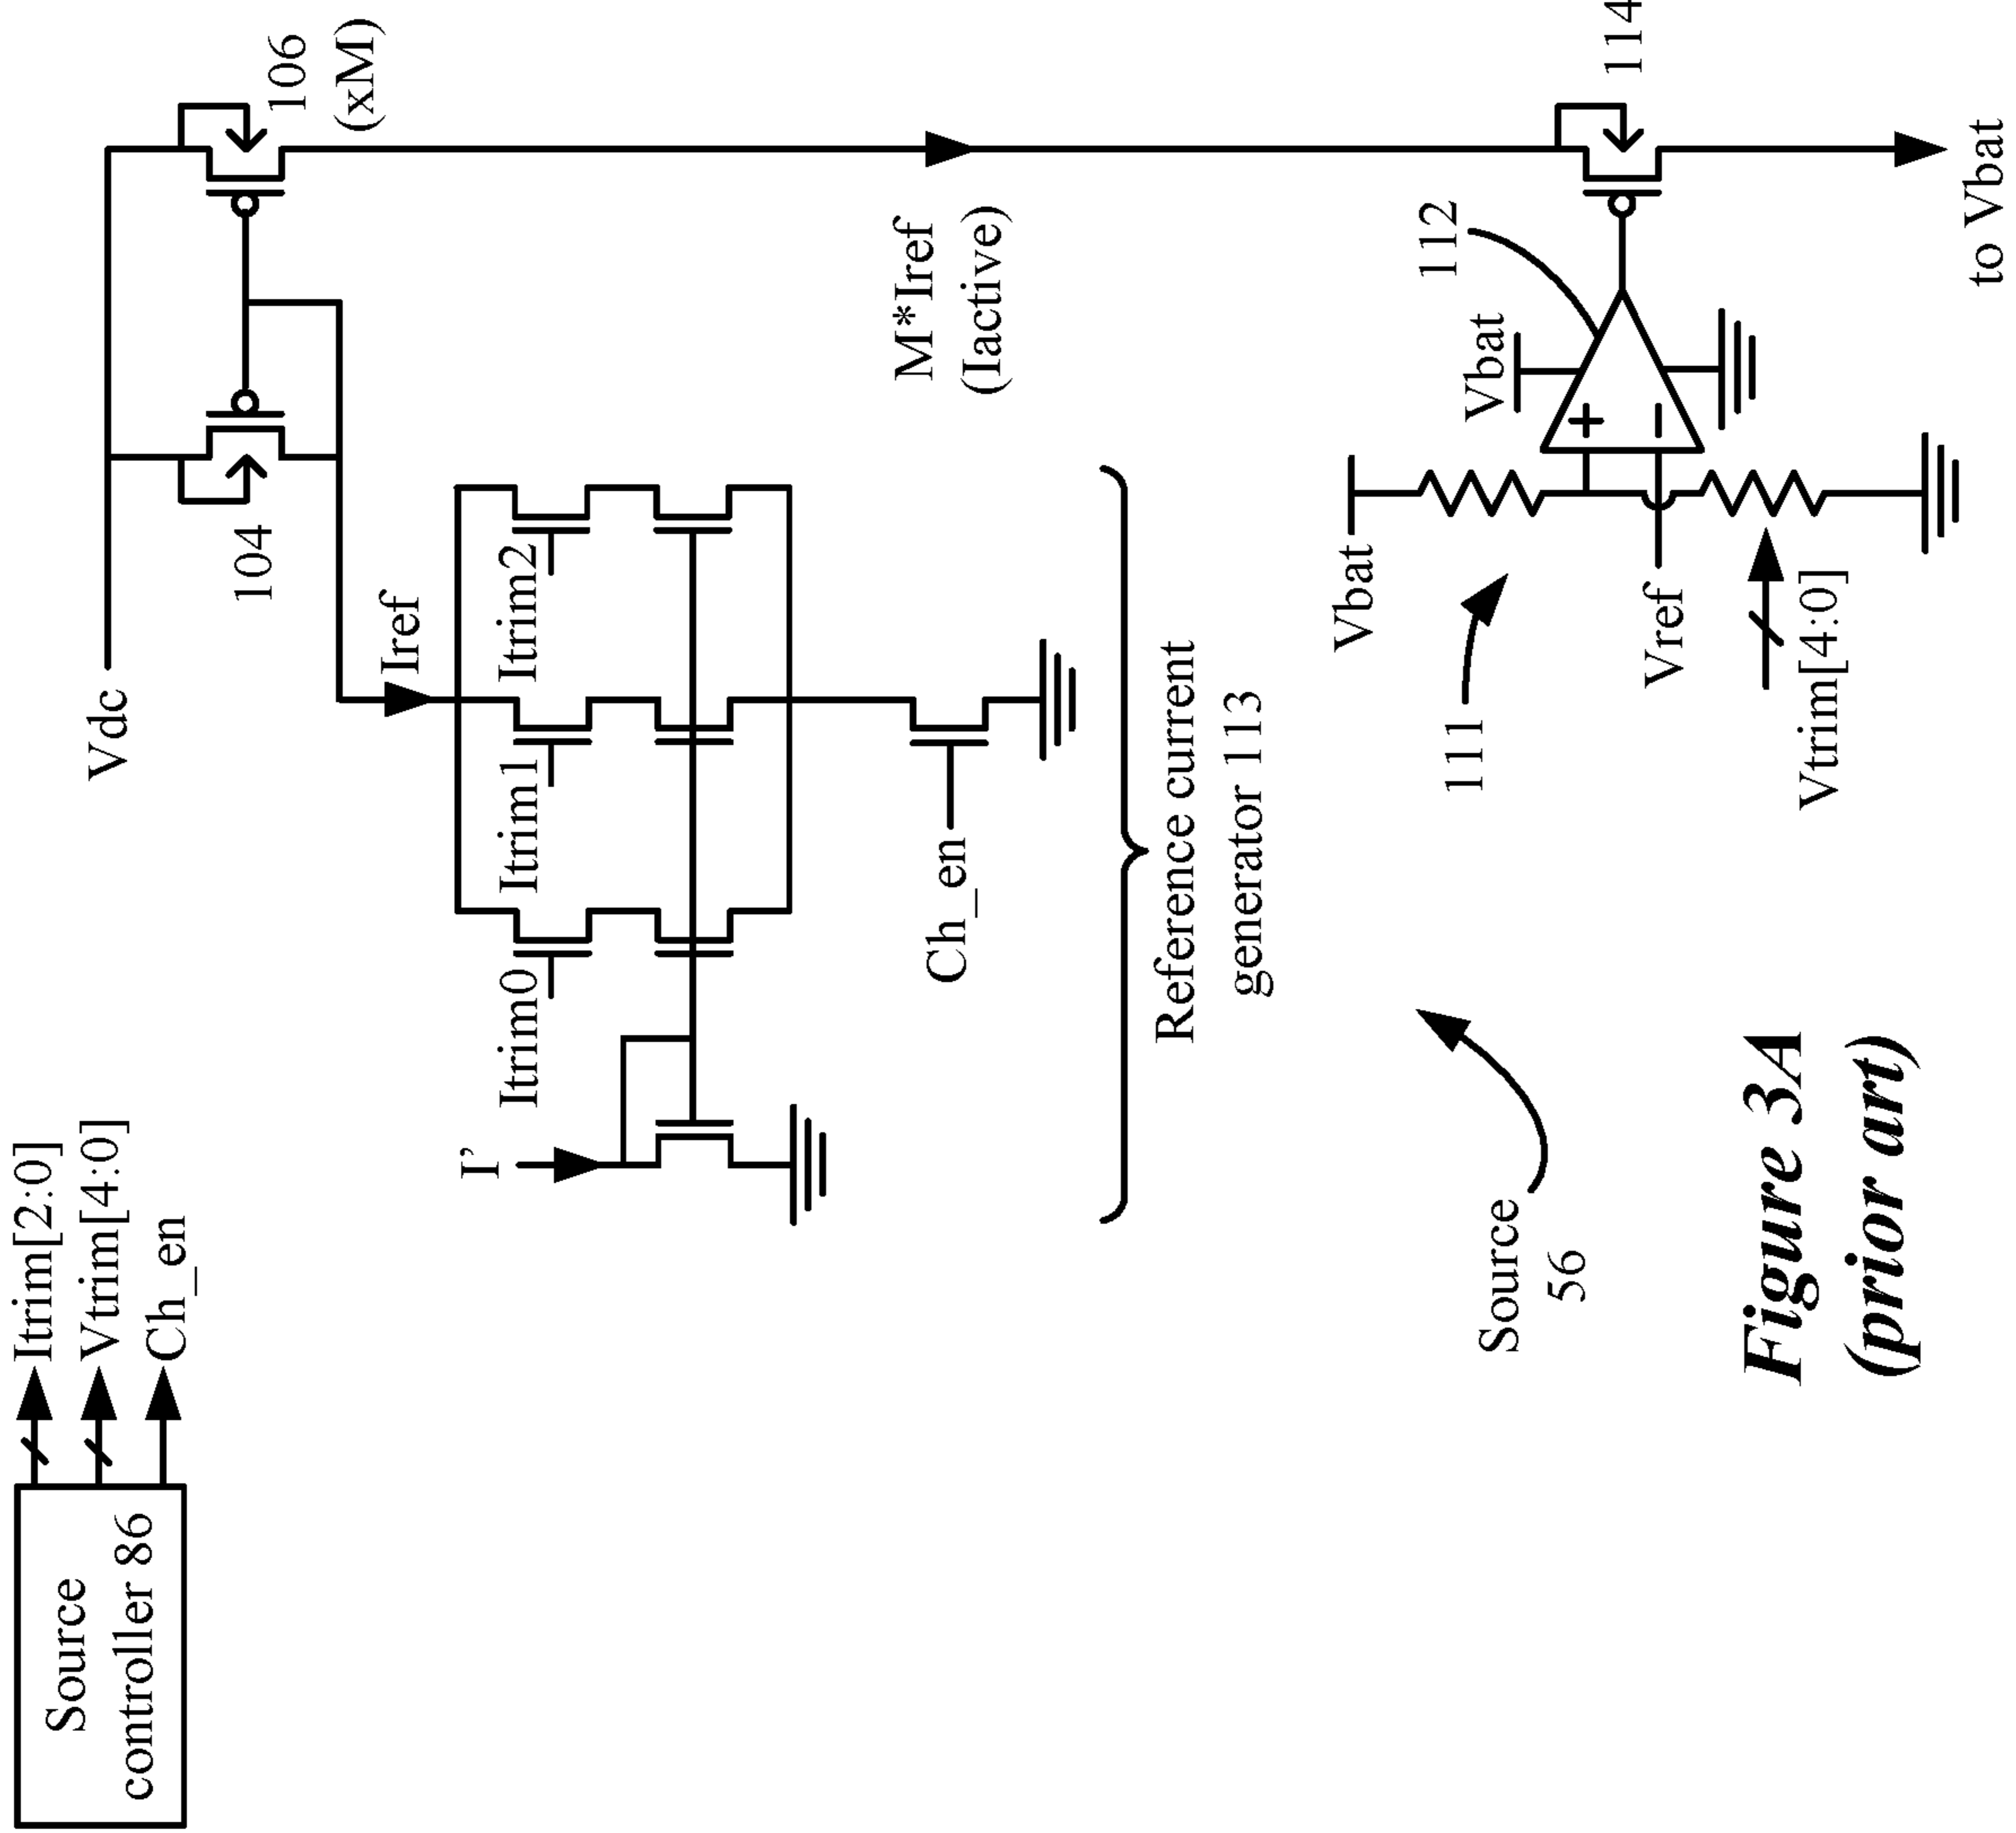 Source
controller 86
Itrim[2:0]
Vtrim[4:0]
Ch_en
Vdc
104
106
(xM)
Iref
I’
Itrim0
Itrim1
Itrim2
Ch_en
M*Iref
(Iactive)
Reference current
generator 113
111
Vbat
Vbat
112
+
−
Vref
Vtrim[4:0]
114
to Vbat
Source
56
Figure 3A
(prior art)